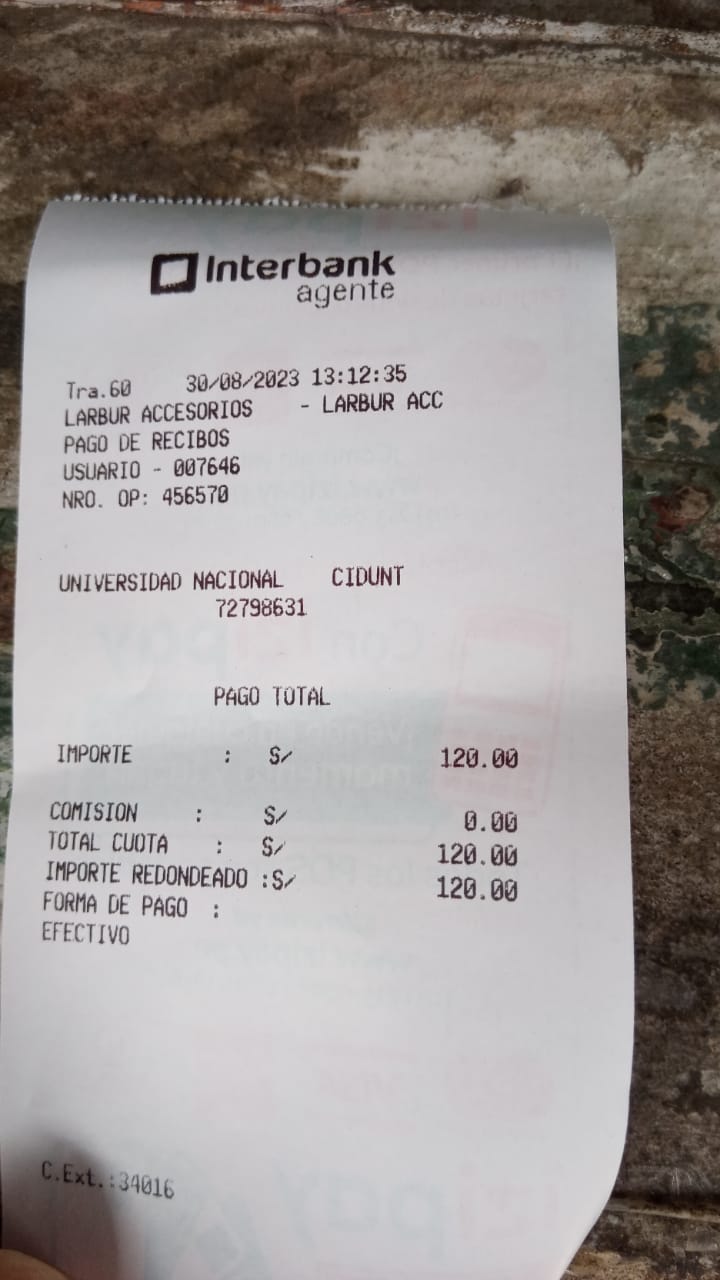 Interbank
agente
Tra.60 30/08/2023 13:12:35
LARBUR ACCESORIOS - LARBUR ACC
PAGO DE RECIBOS
USUARIO - 007646
NRO. OP: 456570
UNIVERSIDAD NACIONAL CIDUNT
72798631
PAGO TOTAL
IMPORTE : S/ 120.00
COMISION : S/ 0.00
TOTAL CUOTA : S/ 120.00
IMPORTE REDONDEADO :S/ 120.00
FORMA DE PAGO :
EFECTIVO
C.Ext.:34016